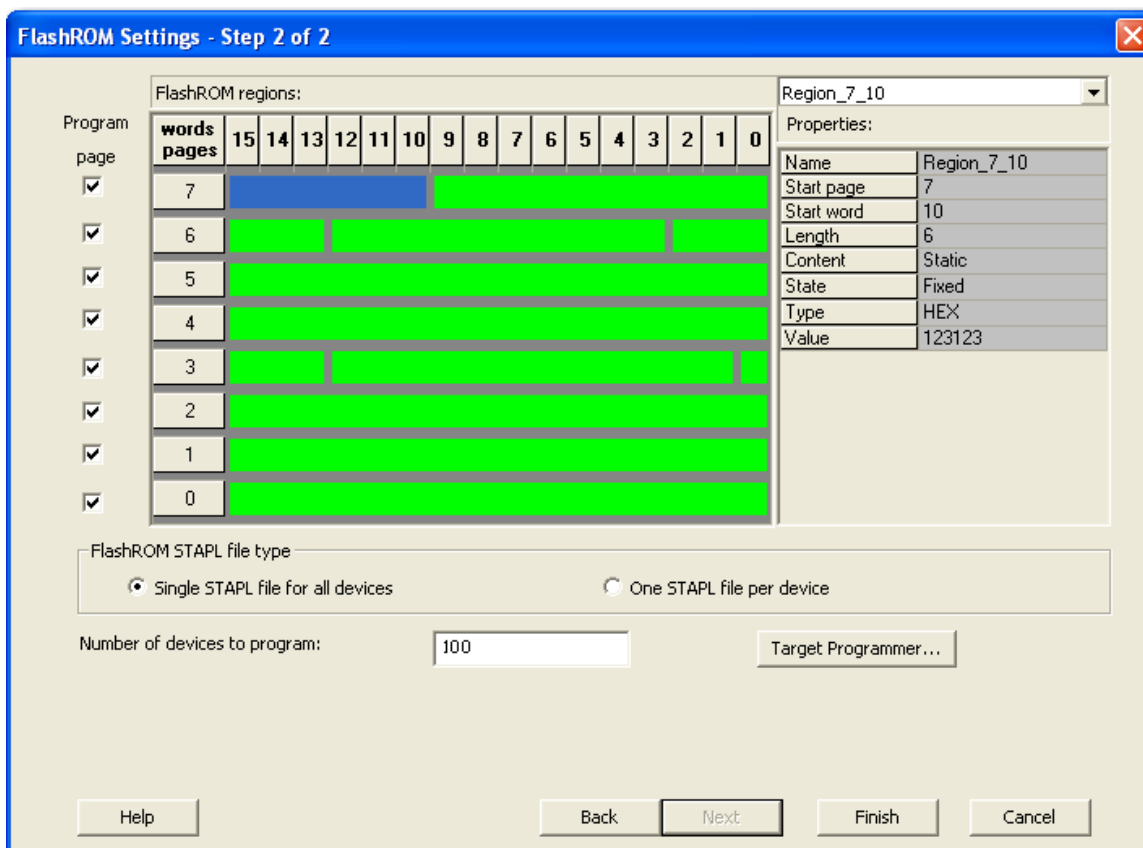 FlashROM Settings - Step 2 of 2
FlashROM regions:
Region_7_10
Program
page
words
pages
15 14 13 12 11 10 9 8 7 6 5 4 3 2 1 0
Properties:
7
6
5
4
3
2
1
0
Name Region_7_10
Start page 7
Start word 10
Length 6
Content Static
State Fixed
Type HEX
Value 123123
FlashROM STAPL file type
Single STAPL file for all devices One STAPL file per device
Number of devices to program: 100 Target Programmer...
Help Back Next Finish Cancel